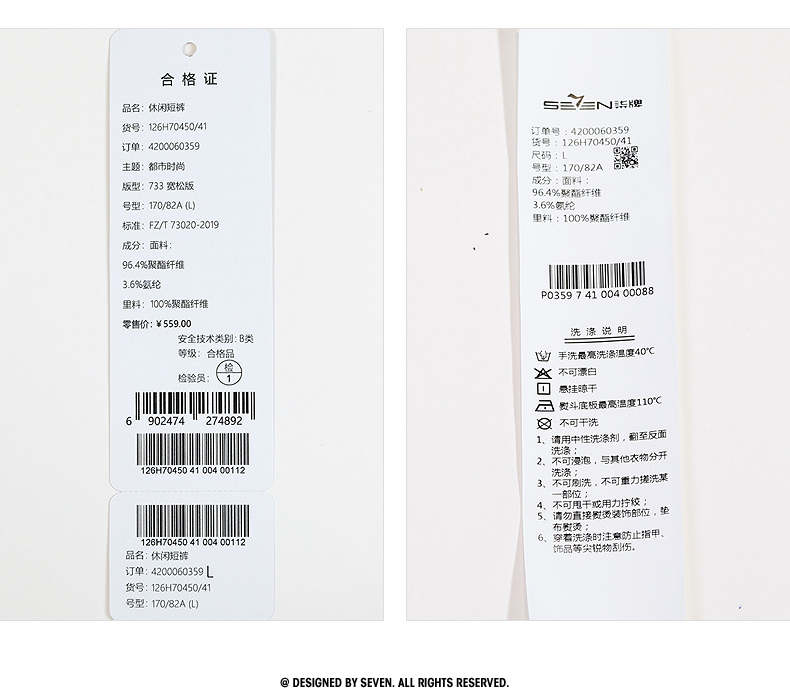 合格证
品名：休闲短裤
货号：126H70450/41
订单：4200060359
主题：都市时尚
版型：733 宽松版
号型：170/82A (L)
标准：FZ/T 73020-2019
成分：面料：
96.4%聚酯纤维
3.6%氨纶
里料：100%聚酯纤维
零售价：¥559.00
安全技术类别：B类
等级：合格品
检验员：检1
6 902474 274892
126H70450 41 004 00112
126H70450 41 004 00112
品名：休闲短裤
订单：4200060359 L
货号：126H70450/41
号型：170/82A (L)
SE7EN柒牌
订单号：4200060359
货号：126H70450/41
尺码：L
号型：170/82A
成分：面料：
96.4%聚酯纤维
3.6%氨纶
里料：100%聚酯纤维
P0359 7 41 004 00088
洗涤说明
手洗最高洗涤温度40℃
不可漂白
悬挂晾干
熨斗底板最高温度110℃
不可干洗
1、请用中性洗涤剂，翻至反面
洗涤；
2、不可浸泡，与其他衣物分开
洗涤；
3、不可刷洗，不可重力搓洗某
一部位；
4、不可甩干或用力拧绞；
5、请勿直接熨烫装饰部位，垫
布熨烫；
6、穿着洗涤时注意防止指甲、
饰品等尖锐物刮伤。
@ DESIGNED BY SEVEN. ALL RIGHTS RESERVED.